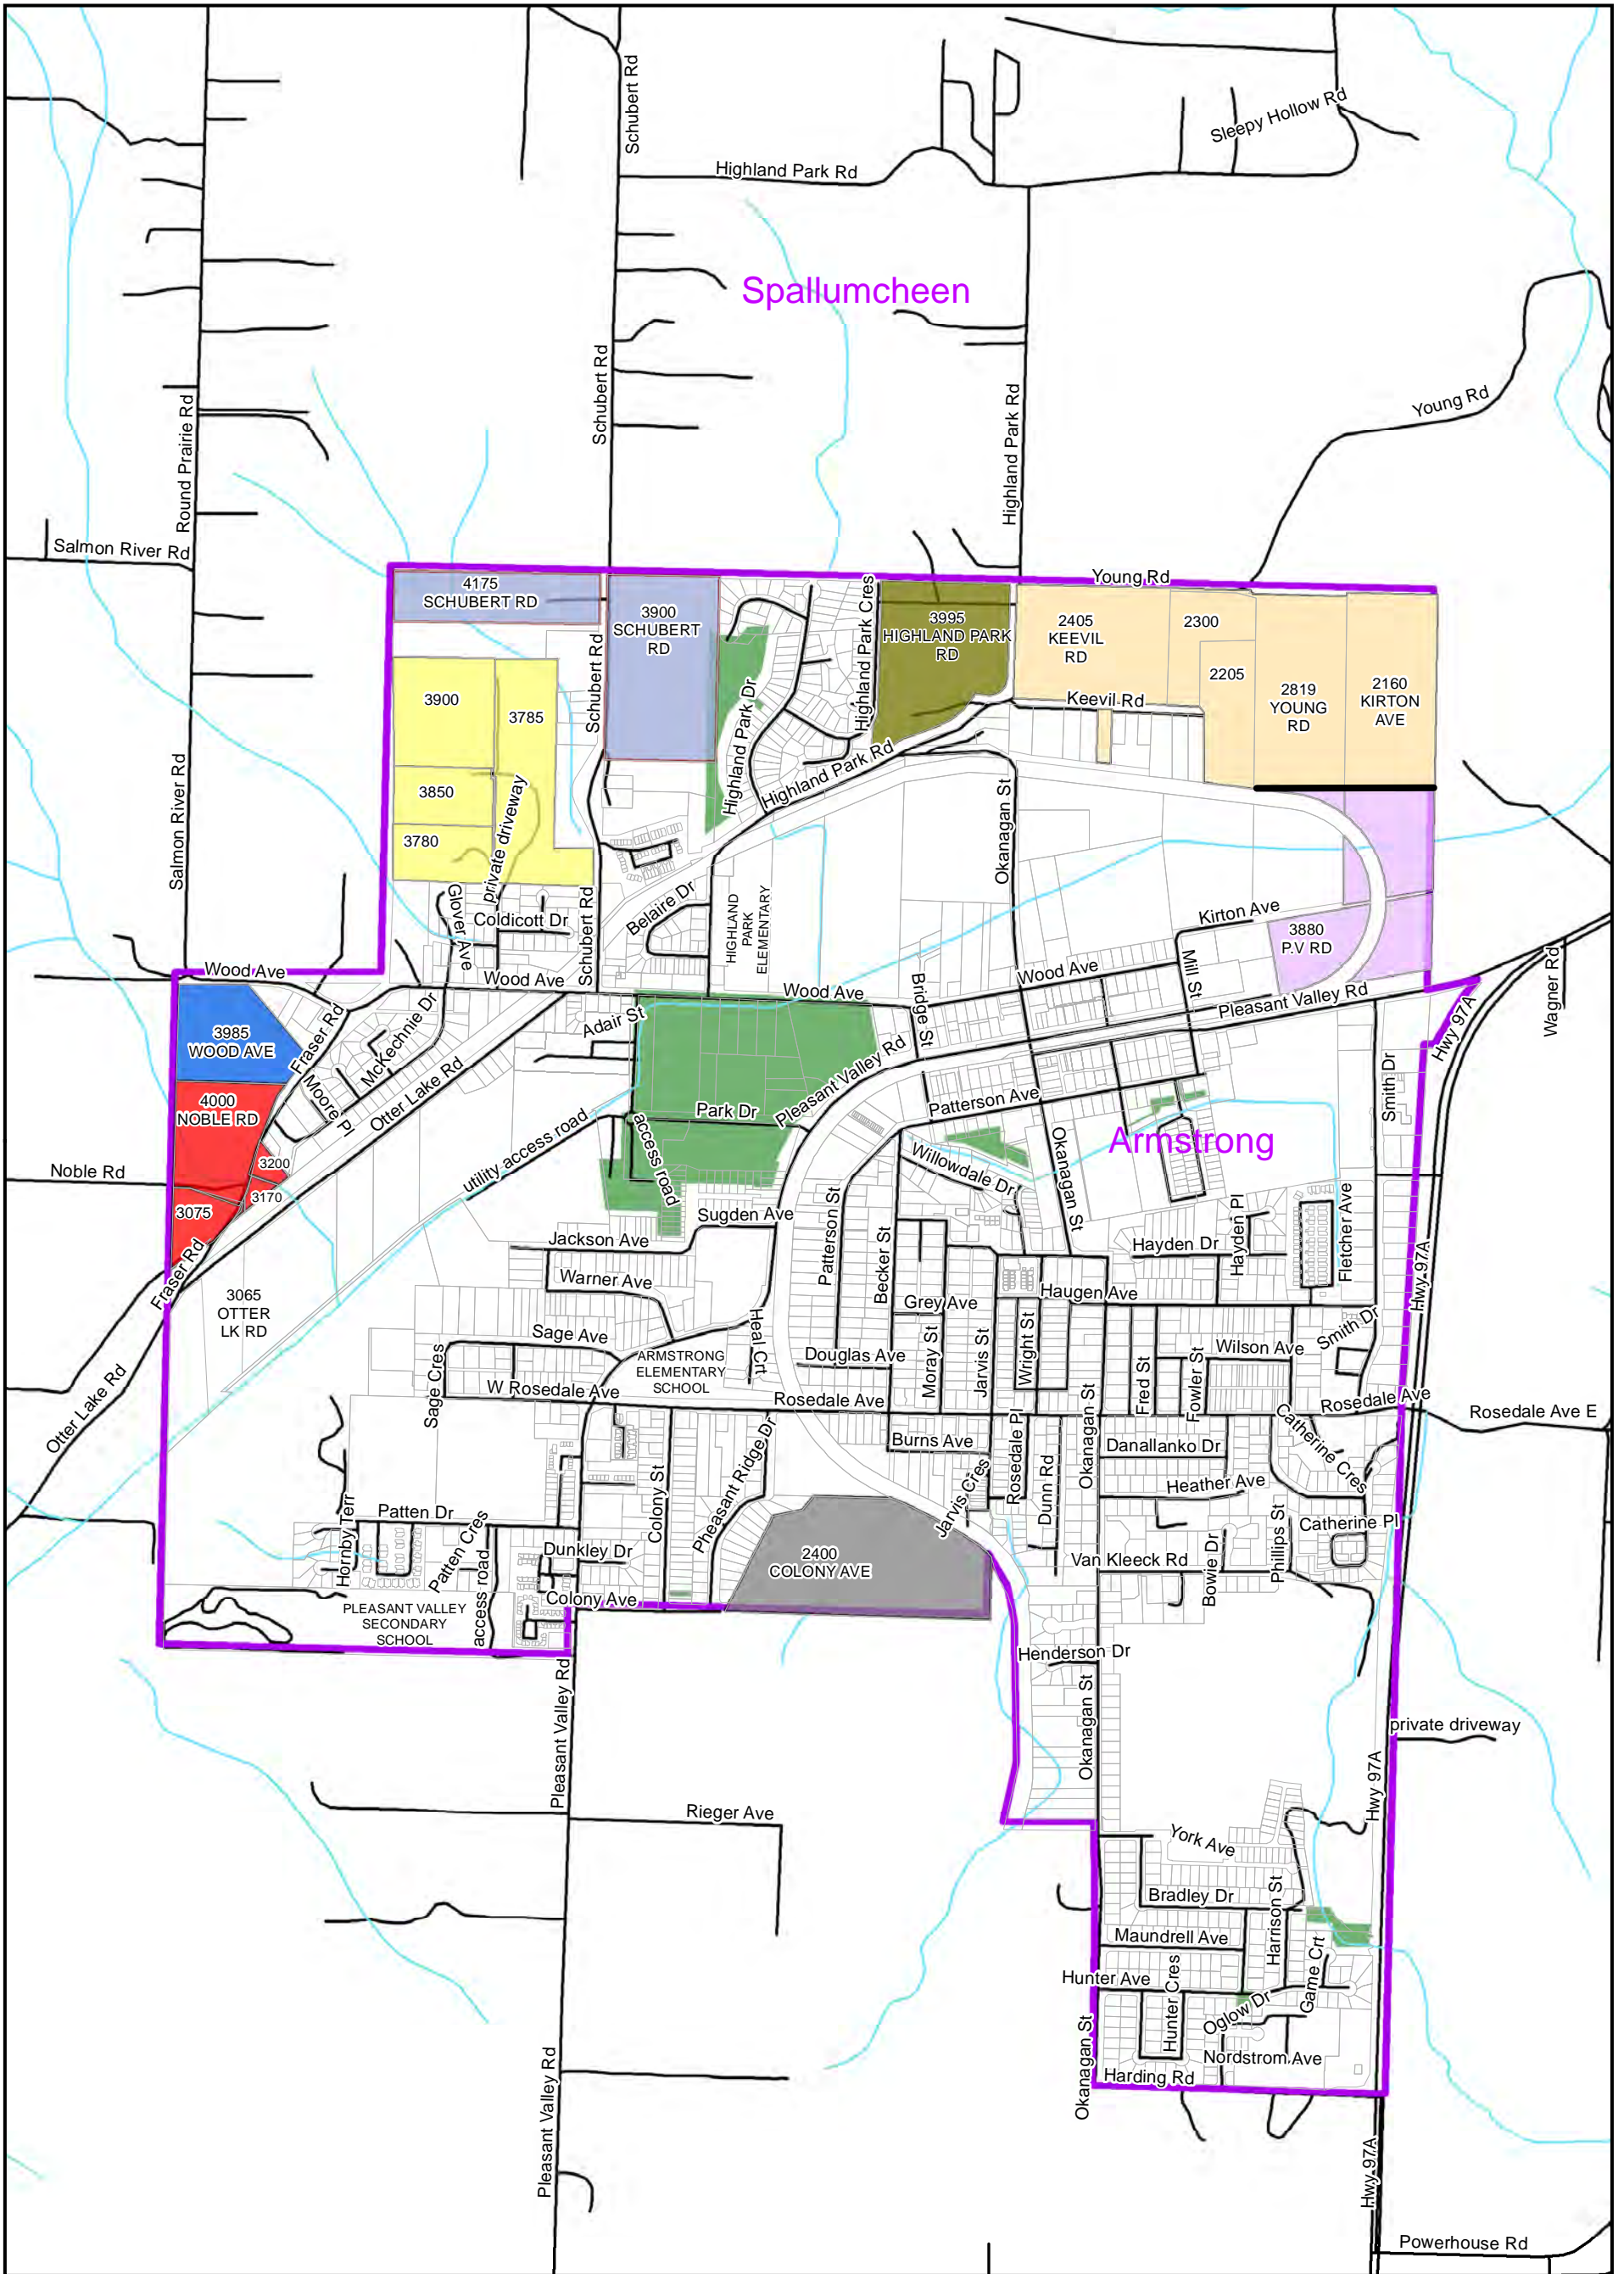 Schubert Rd
Sleepy Hollow Rd
Highland Park Rd
Spallumcheen
Schubert Rd
Round Prairie Rd
Highland Park Rd
Young Rd
Salmon River Rd
Young Rd
4175
SCHUBERT RD
3900
SCHUBERT
RD
Highland Park Cres
3995
HIGHLAND PARK
RD
2405
KEEVIL
RD
2300
2205
2819
YOUNG
RD
2160
KIRTON
AVE
Schubert Rd
3900
3785
Keevil Rd
Highland Park Dr
Highland Park Rd
3850
3780
private driveway
Salmon River Rd
Okanagan St
Glover Ave
Coldicott Dr
Schubert Rd
Belaire Dr
HIGHLAND
PARK
ELEMENTARY
Kirton Ave
3880
P.V RD
Wood Ave
Wood Ave
Wood Ave
Wood Ave
Mill St
Bridge St
Pleasant Valley Rd
Wagner Rd
Hwy 97A
3985
WOOD AVE
Fraser Rd
McKechnie Dr
Adair St
Pleasant Valley Rd
Smith Dr
4000
NOBLE RD
Moore Pl
Otter Lake Rd
Park Dr
Patterson Ave
Armstrong
utility access road
access road
Noble Rd
3200
3170
3075
Willowdale Dr
Okanagan St
Sugden Ave
Jackson Ave
Patterson St
Becker St
Hayden Dr
Hayden Pl
Fletcher Ave
Hwy 97A
Fraser Rd
Warner Ave
3065
OTTER
LK RD
Grey Ave
Haugen Ave
Heal Crt
Sage Ave
Douglas Ave
Moray St
Jarvis St
Wright St
Wilson Ave
Smith Dr
ARMSTRONG
ELEMENTARY
SCHOOL
Sage Cres
W Rosedale Ave
Rosedale Ave
Fred St
Fowler St
Rosedale Ave
Rosedale Ave E
Otter Lake Rd
Burns Ave
Rosedale Pl
Okanagan St
Danallanko Dr
Catherine Cres
Pheasant Ridge Dr
Colony St
Jarvis Cres
Dunn Rd
Heather Ave
Patten Dr
Hornby Terr
Patten Cres
Phillips St
Catherine Pl
Dunkley Dr
2400
COLONY AVE
Van Kleeck Rd
Bowie Dr
access road
Colony Ave
PLEASANT VALLEY
SECONDARY
SCHOOL
Henderson Dr
Pleasant Valley Rd
Okanagan St
private driveway
Hwy 97A
Rieger Ave
York Ave
Bradley Dr
Harrison St
Maundrell Ave
Game Crt
Hunter Ave
Hunter Cres
Oglow Dr
Okanagan St
Nordstrom Ave
Harding Rd
Pleasant Valley Rd
Hwy 97A
Powerhouse Rd